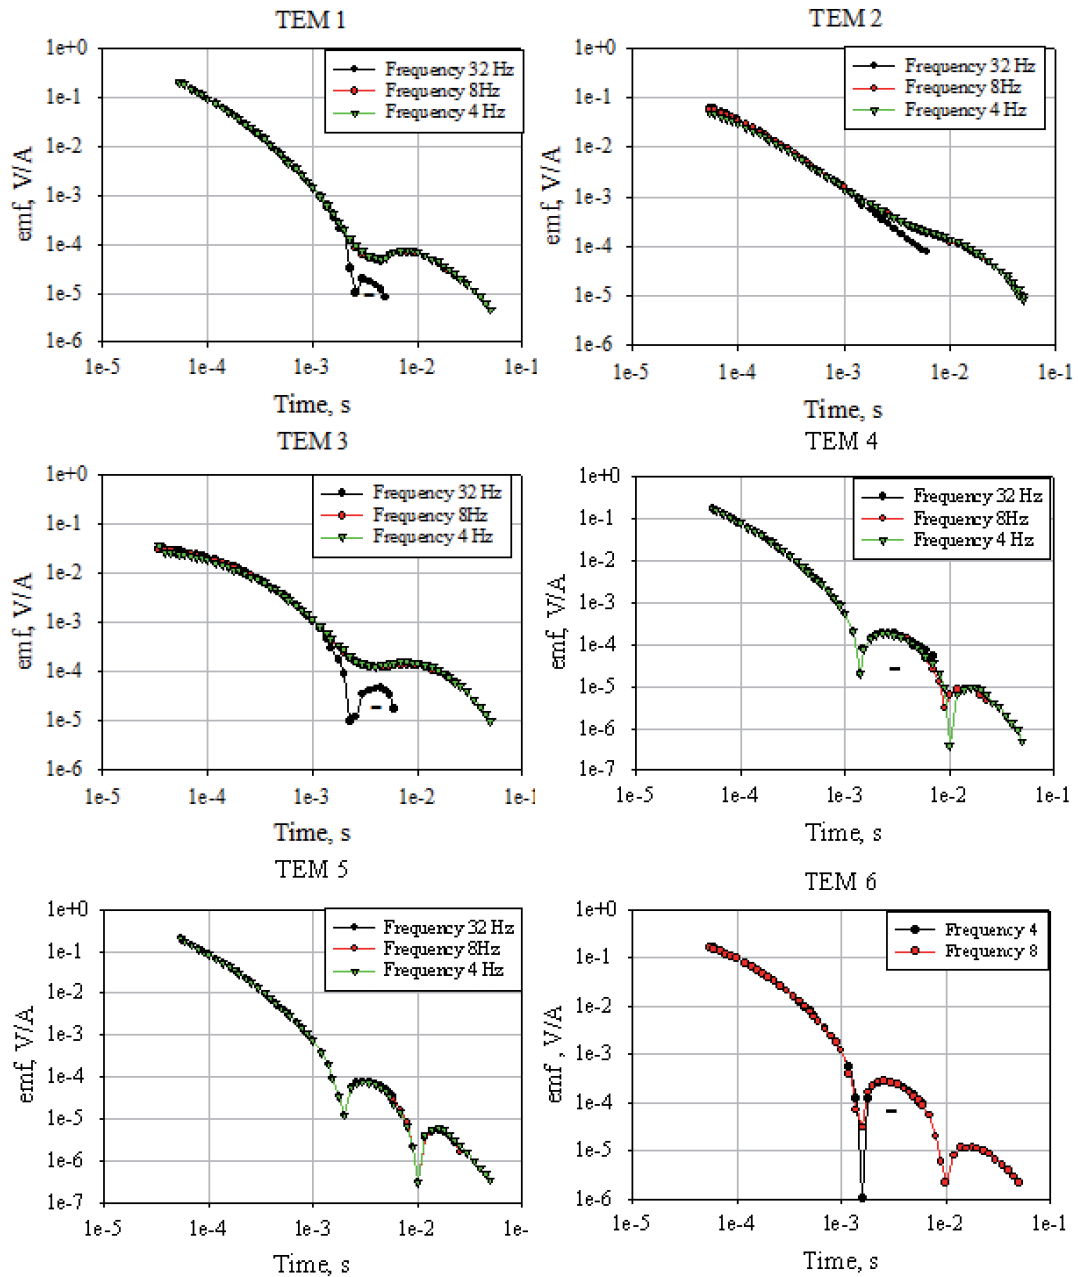 TEM 1
1e+0
1e-1
1e-2
1e-3
1e-4
1e-5
1e-6
emf, V/A
Frequency 32 Hz
Frequency 8Hz
Frequency 4 Hz
1e-5
1e-4
1e-3
1e-2
1e-1
Time, s
TEM 2
1e+0
1e-1
1e-2
1e-3
1e-4
1e-5
1e-6
emf, V/A
Frequency 32 Hz
Frequency 8Hz
Frequency 4 Hz
1e-5
1e-4
1e-3
1e-2
1e-1
Time, s
TEM 3
1e+0
1e-1
1e-2
1e-3
1e-4
1e-5
1e-6
emf, V/A
Frequency 32 Hz
Frequency 8Hz
Frequency 4 Hz
1e-5
1e-4
1e-3
1e-2
1e-1
Time, s
TEM 4
1e+0
1e-1
1e-2
1e-3
1e-4
1e-5
1e-6
1e-7
emf, V/A
Frequency 32 Hz
Frequency 8Hz
Frequency 4 Hz
1e-5
1e-4
1e-3
1e-2
1e-1
Time, s
TEM 5
1e+0
1e-1
1e-2
1e-3
1e-4
1e-5
1e-6
1e-7
emf, V/A
Frequency 32 Hz
Frequency 8Hz
Frequency 4 Hz
1e-5
1e-4
1e-3
1e-2
1e-
Time, s
TEM 6
1e+0
1e-1
1e-2
1e-3
1e-4
1e-5
1e-6
emf , V/A
Frequency 4
Frequency 8
1e-5
1e-4
1e-3
1e-2
1e-1
Time, s